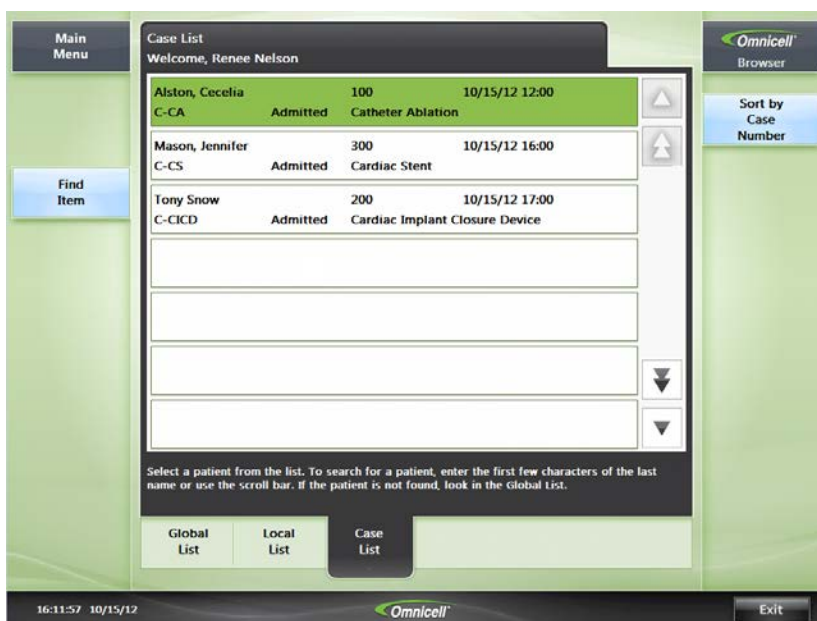 Main
Menu
Case List
Welcome, Renee Nelson
Omnicell
Browser
Alston, Cecelia 100 10/15/12 12:00
C-CA Admitted Catheter Ablation
Sort by
Case
Number
Mason, Jennifer 300 10/15/12 16:00
C-CS Admitted Cardiac Stent
Find
Item
Tony Snow 200 10/15/12 17:00
C-CICD Admitted Cardiac Implant Closure Device
Select a patient from the list. To search for a patient, enter the first few characters of the last
name or use the scroll bar. If the patient is not found, look in the Global List.
Global
List
Local
List
Case
List
16:11:57 10/15/12
Omnicell
Exit